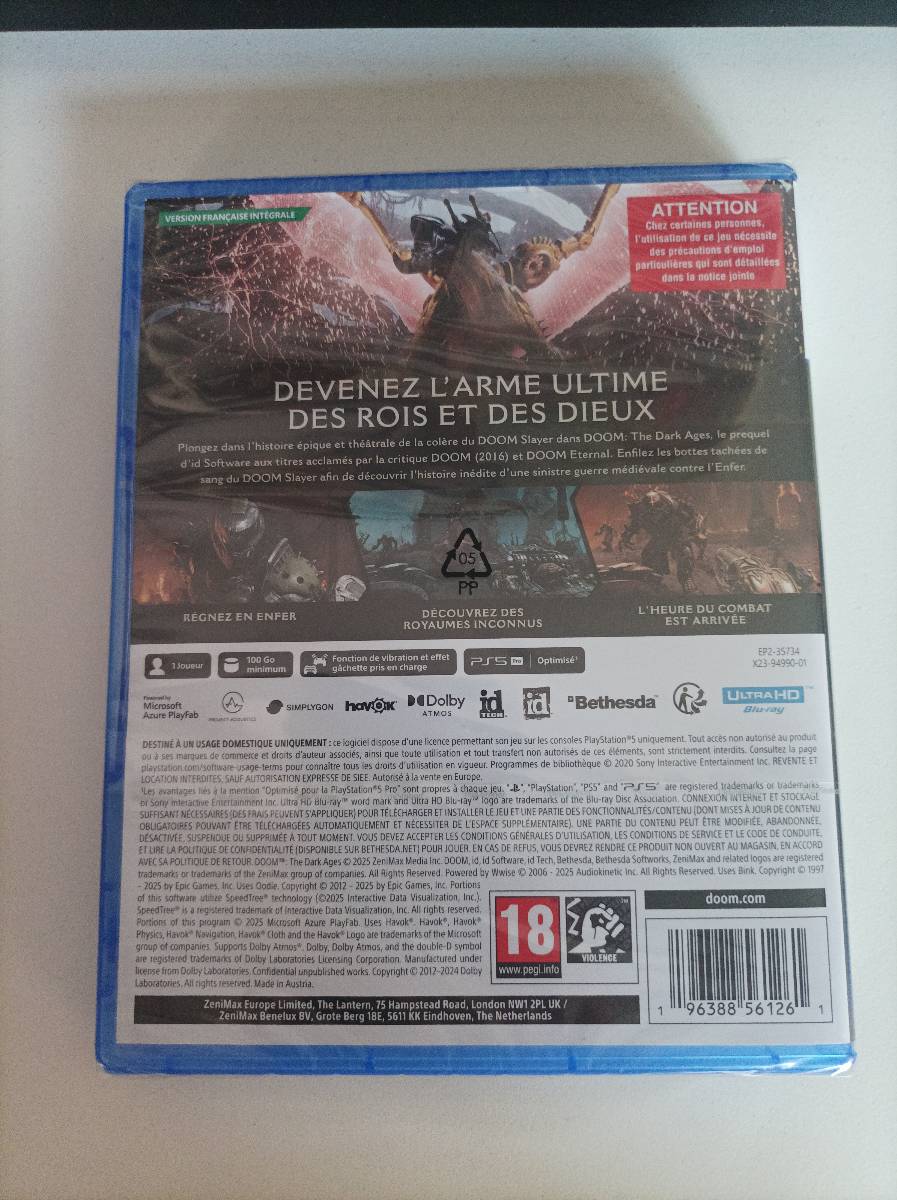 VERSION FRANÇAISE INTÉGRALE
ATTENTION
Chez certaines personnes,
l'utilisation de ce jeu nécessite
des précautions d'emploi
particulières qui sont détaillées
dans la notice jointe
DEVENEZ L'ARME ULTIME
DES ROIS ET DES DIEUX
Plongez dans l'histoire épique et théâtrale de la colère du DOOM Slayer dans DOOM: The Dark Ages, le prequel
d'id Software aux titres acclamés par la critique DOOM (2016) et DOOM Eternal. Enfilez les bottes tachées de
sang du DOOM Slayer afin de découvrir l'histoire inédite d'une sinistre guerre médiévale contre l'Enfer.
05
PP
RÉGNEZ EN ENFER
DÉCOUVREZ DES
ROYAUMES INCONNUS
L'HEURE DU COMBAT
EST ARRIVÉE
1 Joueur
100 Go
minimum
Fonction de vibration et effet
gâchette pris en charge
PS5 Pro Optimisé¹
EP2-35734
X23-94990-01
Powered by
Microsoft
Azure PlayFab
PROJECT ACOUSTICS
SIMPLYGON
havok
Dolby
ATMOS
id
TECH
id
Bethesda
ULTRA HD
Blu-ray
DESTINÉ À UN USAGE DOMESTIQUE UNIQUEMENT : ce logiciel dispose d'une licence permettant son jeu sur les consoles PlayStation®5 uniquement. Tout accès non autorisé au produit
ou à ses marques de commerce et droits d'auteur associés, ainsi que toute utilisation et tout transfert non autorisés de ces éléments, sont strictement interdits. Consultez la page
playstation.com/software-usage-terms pour connaître tous les droits d'utilisation en vigueur. Programmes de bibliothèque © 2020 Sony Interactive Entertainment Inc. REVENTE ET
LOCATION INTERDITES, SAUF AUTORISATION EXPRESSE DE SIEE. Autorisé à la vente en Europe.
¹Les avantages liés à la mention "Optimisé pour la PlayStation®5 Pro" sont propres à chaque jeu. "PS", "PlayStation", "PS5" and "PS5" are registered trademarks or trademarks
or Sony Interactive Entertainment Inc. Ultra HD Blu-ray™ word mark and Ultra HD Blu-ray™ logo are trademarks of the Blu-ray Disc Association. CONNEXION INTERNET ET STOCKAGE
SUFFISANT NÉCESSAIRES (DES FRAIS PEUVENT S'APPLIQUER) POUR TÉLÉCHARGER ET INSTALLER LE JEU ET UNE PARTIE DES FONCTIONNALITÉS/CONTENU (DONT MISES À JOUR DE CONTENU
OBLIGATOIRES POUVANT ÊTRE TÉLÉCHARGÉES AUTOMATIQUEMENT ET NÉCESSITER DE L'ESPACE SUPPLÉMENTAIRE). UNE PARTIE DU CONTENU PEUT ÊTRE MODIFIÉE, ABANDONNÉE,
DÉSACTIVÉE, SUSPENDUE OU SUPPRIMÉE À TOUT MOMENT. VOUS DEVEZ ACCEPTER LES CONDITIONS GÉNÉRALES D'UTILISATION, LES CONDITIONS DE SERVICE ET LE CODE DE CONDUITE,
ET LIRE LA POLITIQUE DE CONFIDENTIALITÉ (DISPONIBLE SUR BETHESDA.NET) POUR JOUER. EN CAS DE REFUS, VOUS DEVREZ RENDRE CE PRODUIT NON OUVERT AU MAGASIN, EN ACCORD
AVEC SA POLITIQUE DE RETOUR. DOOM™: The Dark Ages © 2025 ZeniMax Media Inc. DOOM, id, id Software, id Tech, Bethesda, Bethesda Softworks, ZeniMax and related logos are registered
trademarks or trademarks of the ZeniMax group of companies. All Rights Reserved. Powered by Wwise © 2006 - 2025 Audiokinetic Inc. All Rights Reserved. Uses Bink. Copyright © 1997
- 2025 by Epic Games, Inc. Uses Oodle. Copyright © 2012 - 2025 by Epic Games, Inc. Portions
of this software utilize SpeedTree® technology (©2025 Interactive Data Visualization, Inc.).
SpeedTree® is a registered trademark of Interactive Data Visualization, Inc. All rights reserved.
Portions of this program © 2025 Microsoft Azure PlayFab. Uses Havok®, Havok®, Havok®
Physics, Havok® Navigation, Havok® Cloth and the Havok® Logo are trademarks of the Microsoft
group of companies. Supports Dolby Atmos®. Dolby, Dolby Atmos, and the double-D symbol
are registered trademarks of Dolby Laboratories Licensing Corporation. Manufactured under
license from Dolby Laboratories. Confidential unpublished works. Copyright © 2012-2024 Dolby
Laboratories. All rights reserved. Made in Austria.
18
www.pegi.info
VIOLENCE
doom.com
1 96388 56126 1
ZeniMax Europe Limited, The Lantern, 75 Hampstead Road, London NW1 2PL UK /
ZeniMax Benelux BV, Grote Berg 18E, 5611 KK Eindhoven, The Netherlands